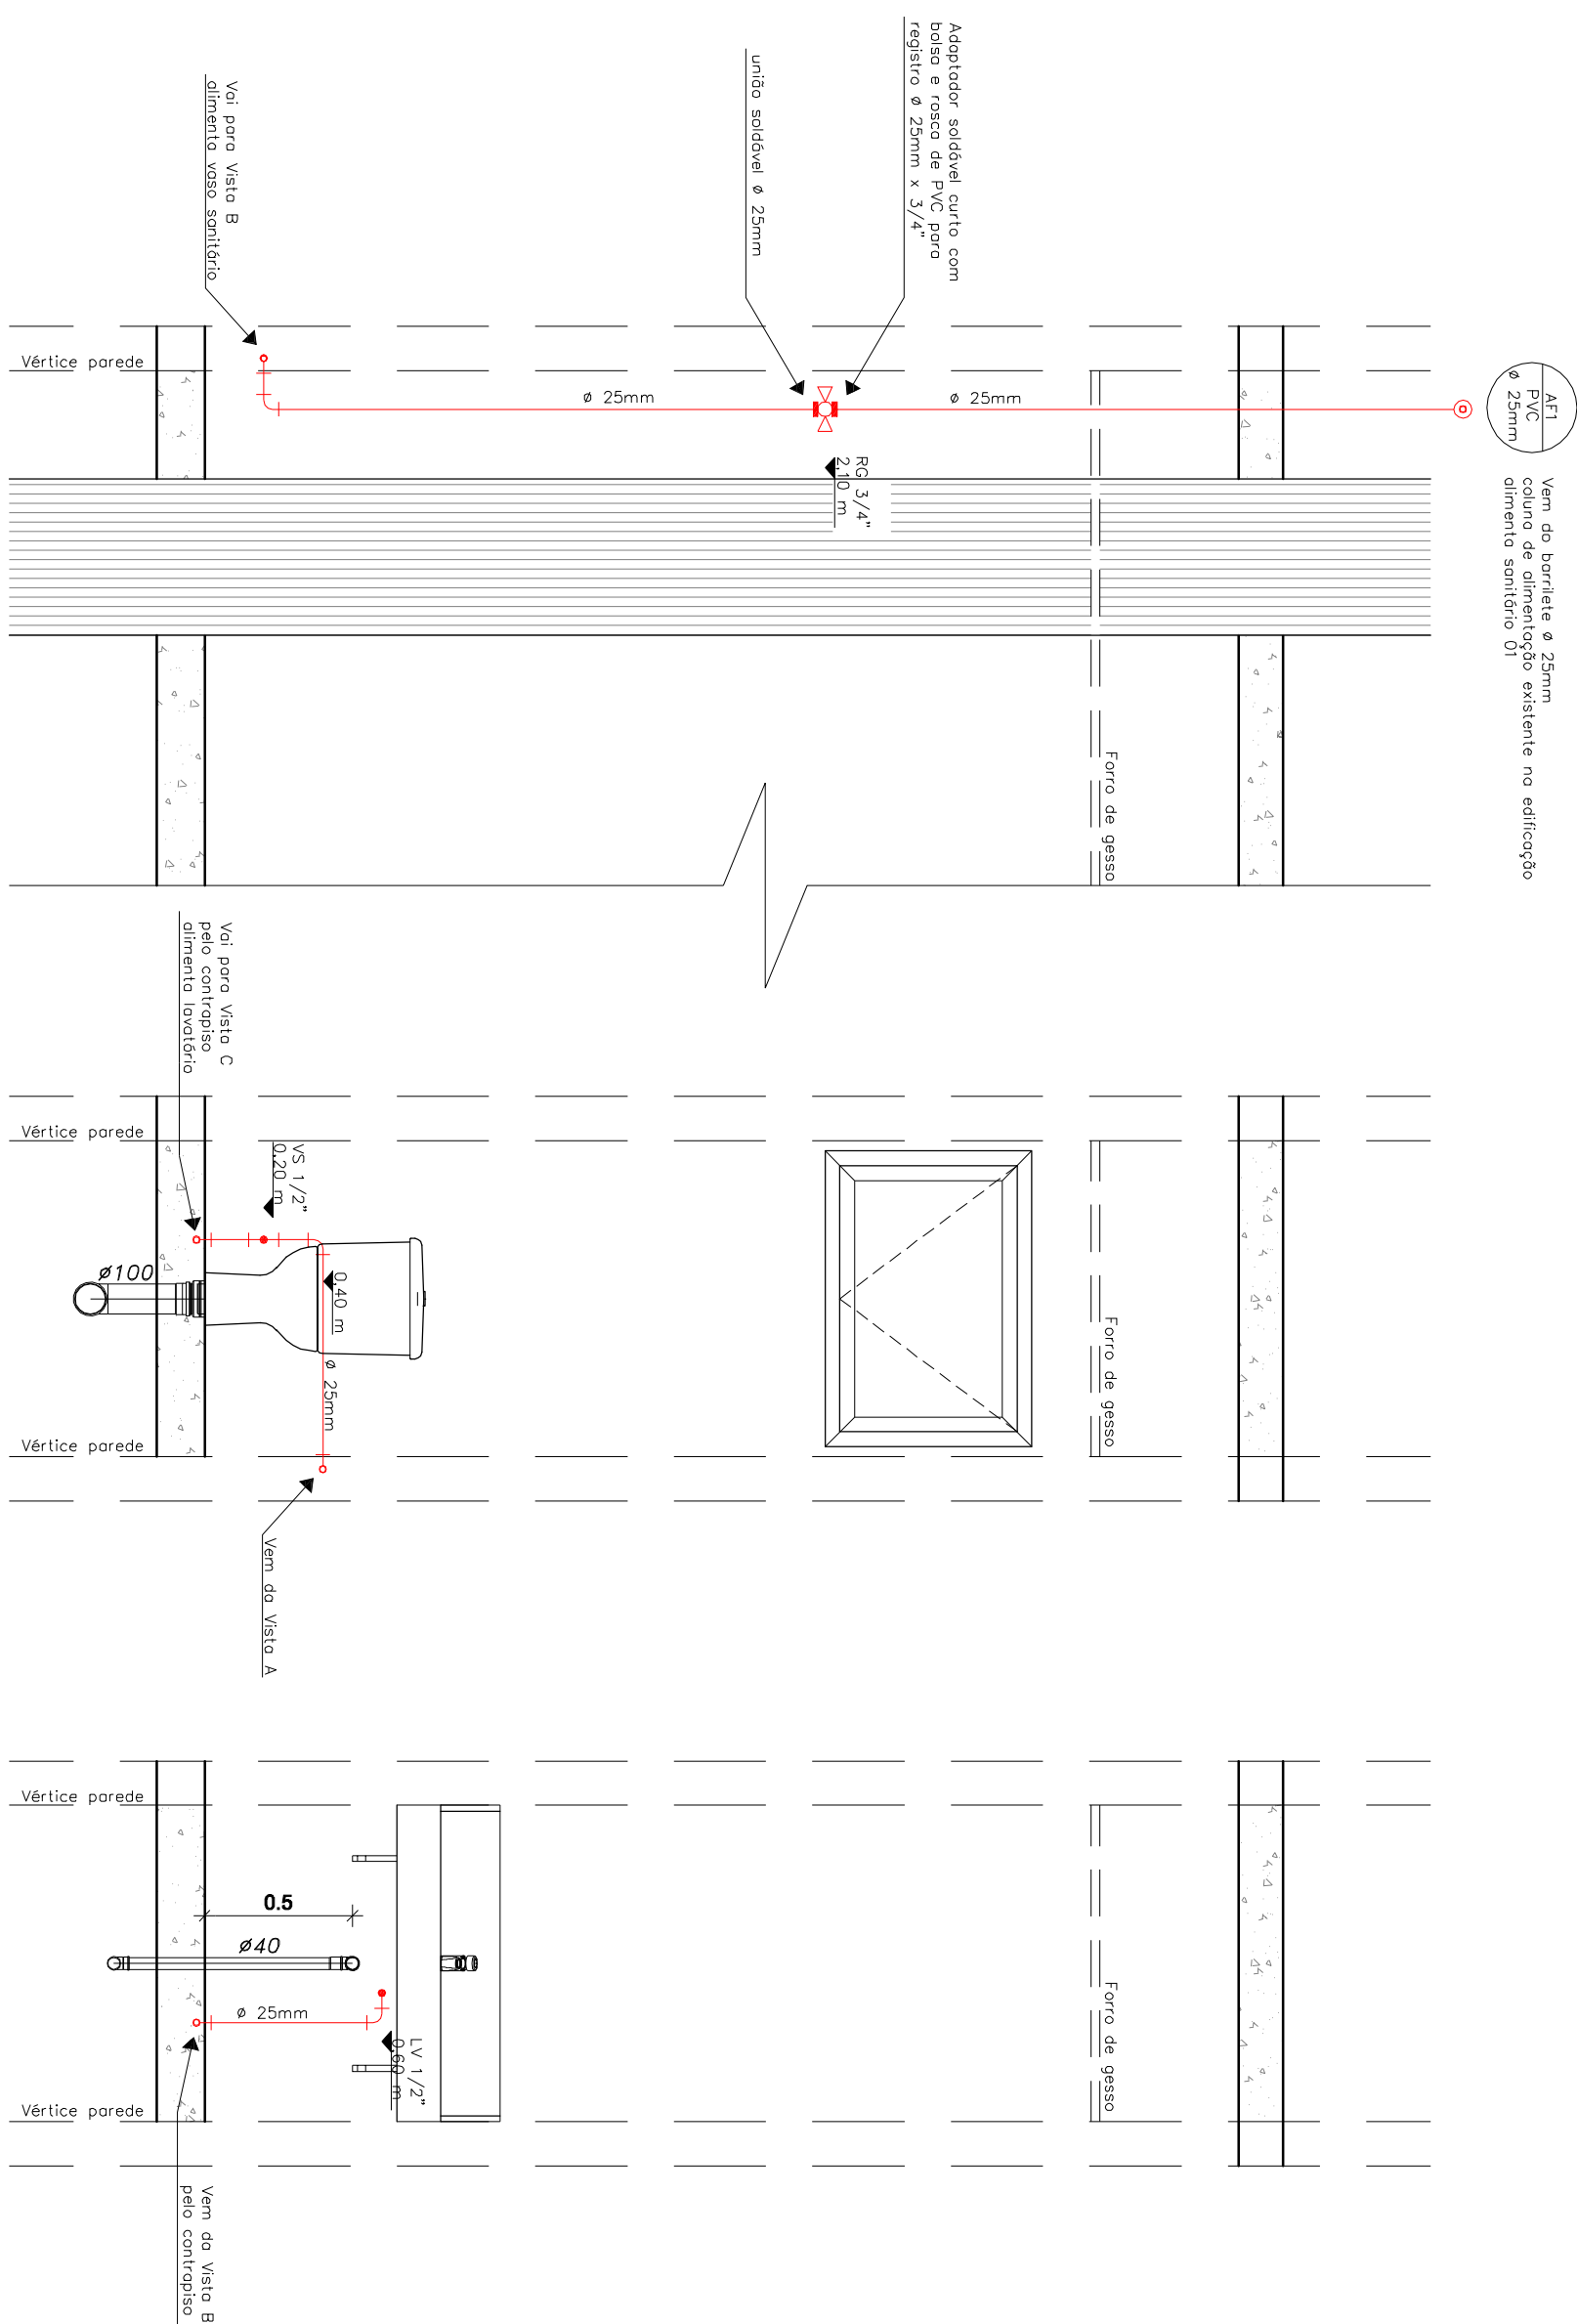 AF1
PVC
ø 25mm
Vem do barrilete ø 25mm
coluna de alimentação existente na edificação
alimenta sanitário 01
Adaptador soldável curto com
bolsa e rosca de PVC para
registro ø 25mm x 3/4"
união soldável ø 25mm
ø 25mm
ø 25mm
RG 3/4"
2,10 m
Vai para Vista B
alimenta vaso sanitário
Vértice parede
Forro de gesso
Vai para Vista C
pelo contrapiso
alimenta lavatório
Vértice parede
VS 1/2"
0,20 m
ø100
0,40 m
ø 25mm
Forro de gesso
Vértice parede
Vem da Vista A
Vértice parede
0.5
ø40
ø 25mm
LV 1/2"
0,60 m
Forro de gesso
Vértice parede
Vem da Vista B
pelo contrapiso